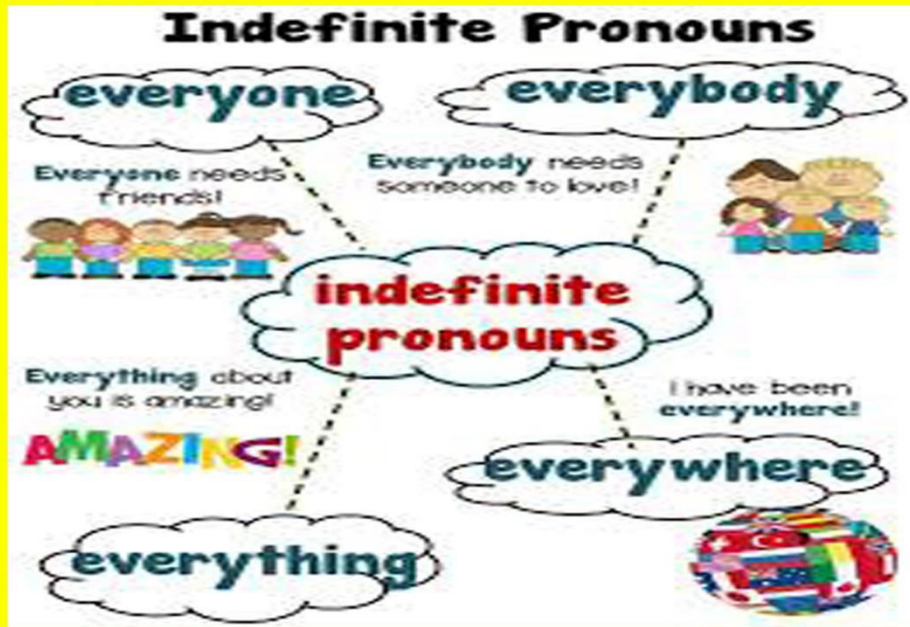 Indefinite Pronouns
everyone
everybody
Everyone needs
friends!
Everybody needs
someone to love!
indefinite
pronouns
Everything about
you is amazing!
AMAZING!
I have been
everywhere!
everywhere
everything